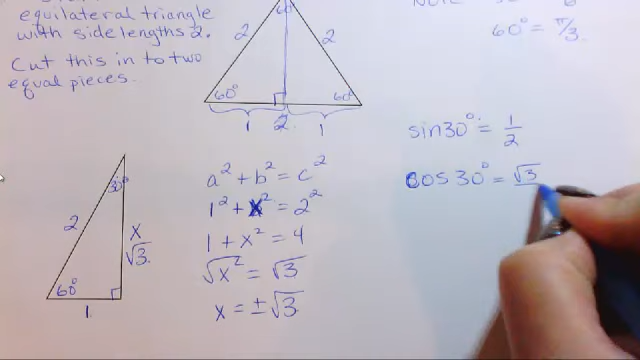 equilateral triangle
with side lengths 2.
Cut this in to two
equal pieces.
60°
2
2
60°
60°
1
2
1
60° = π/3.
sin30° = 1/2
cos 30° = √3
30°
2
x
√3.
60°
1
a² + b² = c²
1² + x² = 2²
1 + x² = 4
√x² = √3
x = ±√3